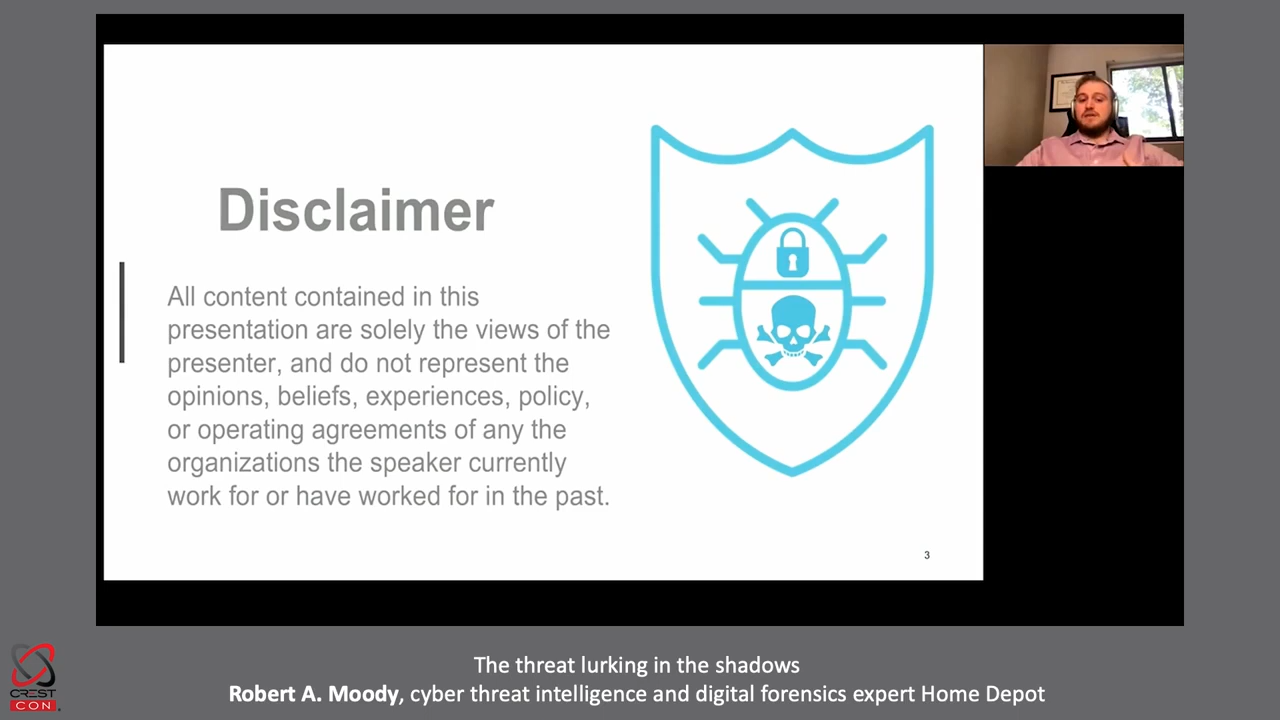 Disclaimer
All content contained in this
presentation are solely the views of the
presenter, and do not represent the
opinions, beliefs, experiences, policy,
or operating agreements of any the
organizations the speaker currently
work for or have worked for in the past.
3
The threat lurking in the shadows
Robert A. Moody, cyber threat intelligence and digital forensics expert Home Depot
CREST
CON